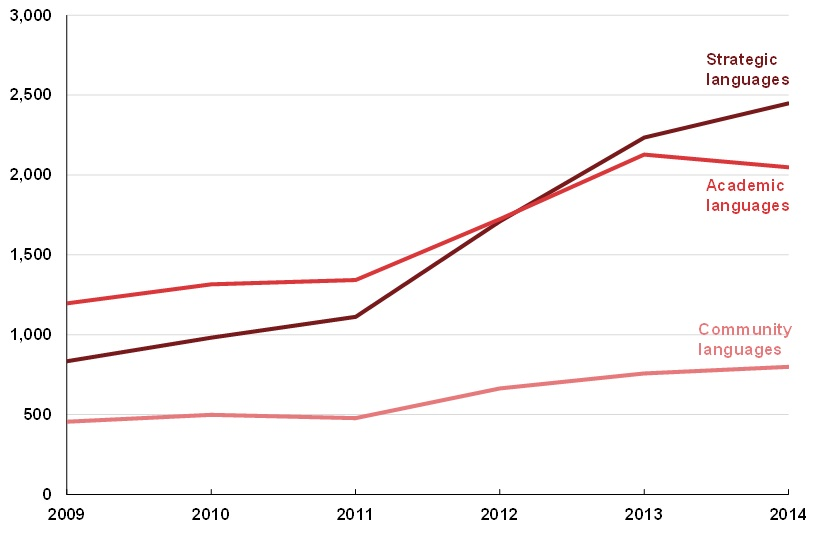 3,000
Strategic
languages
2,500
2,000
Academic
languages
1,500
1,000
Community
languages
500
0
2009 2010 2011 2012 2013 2014